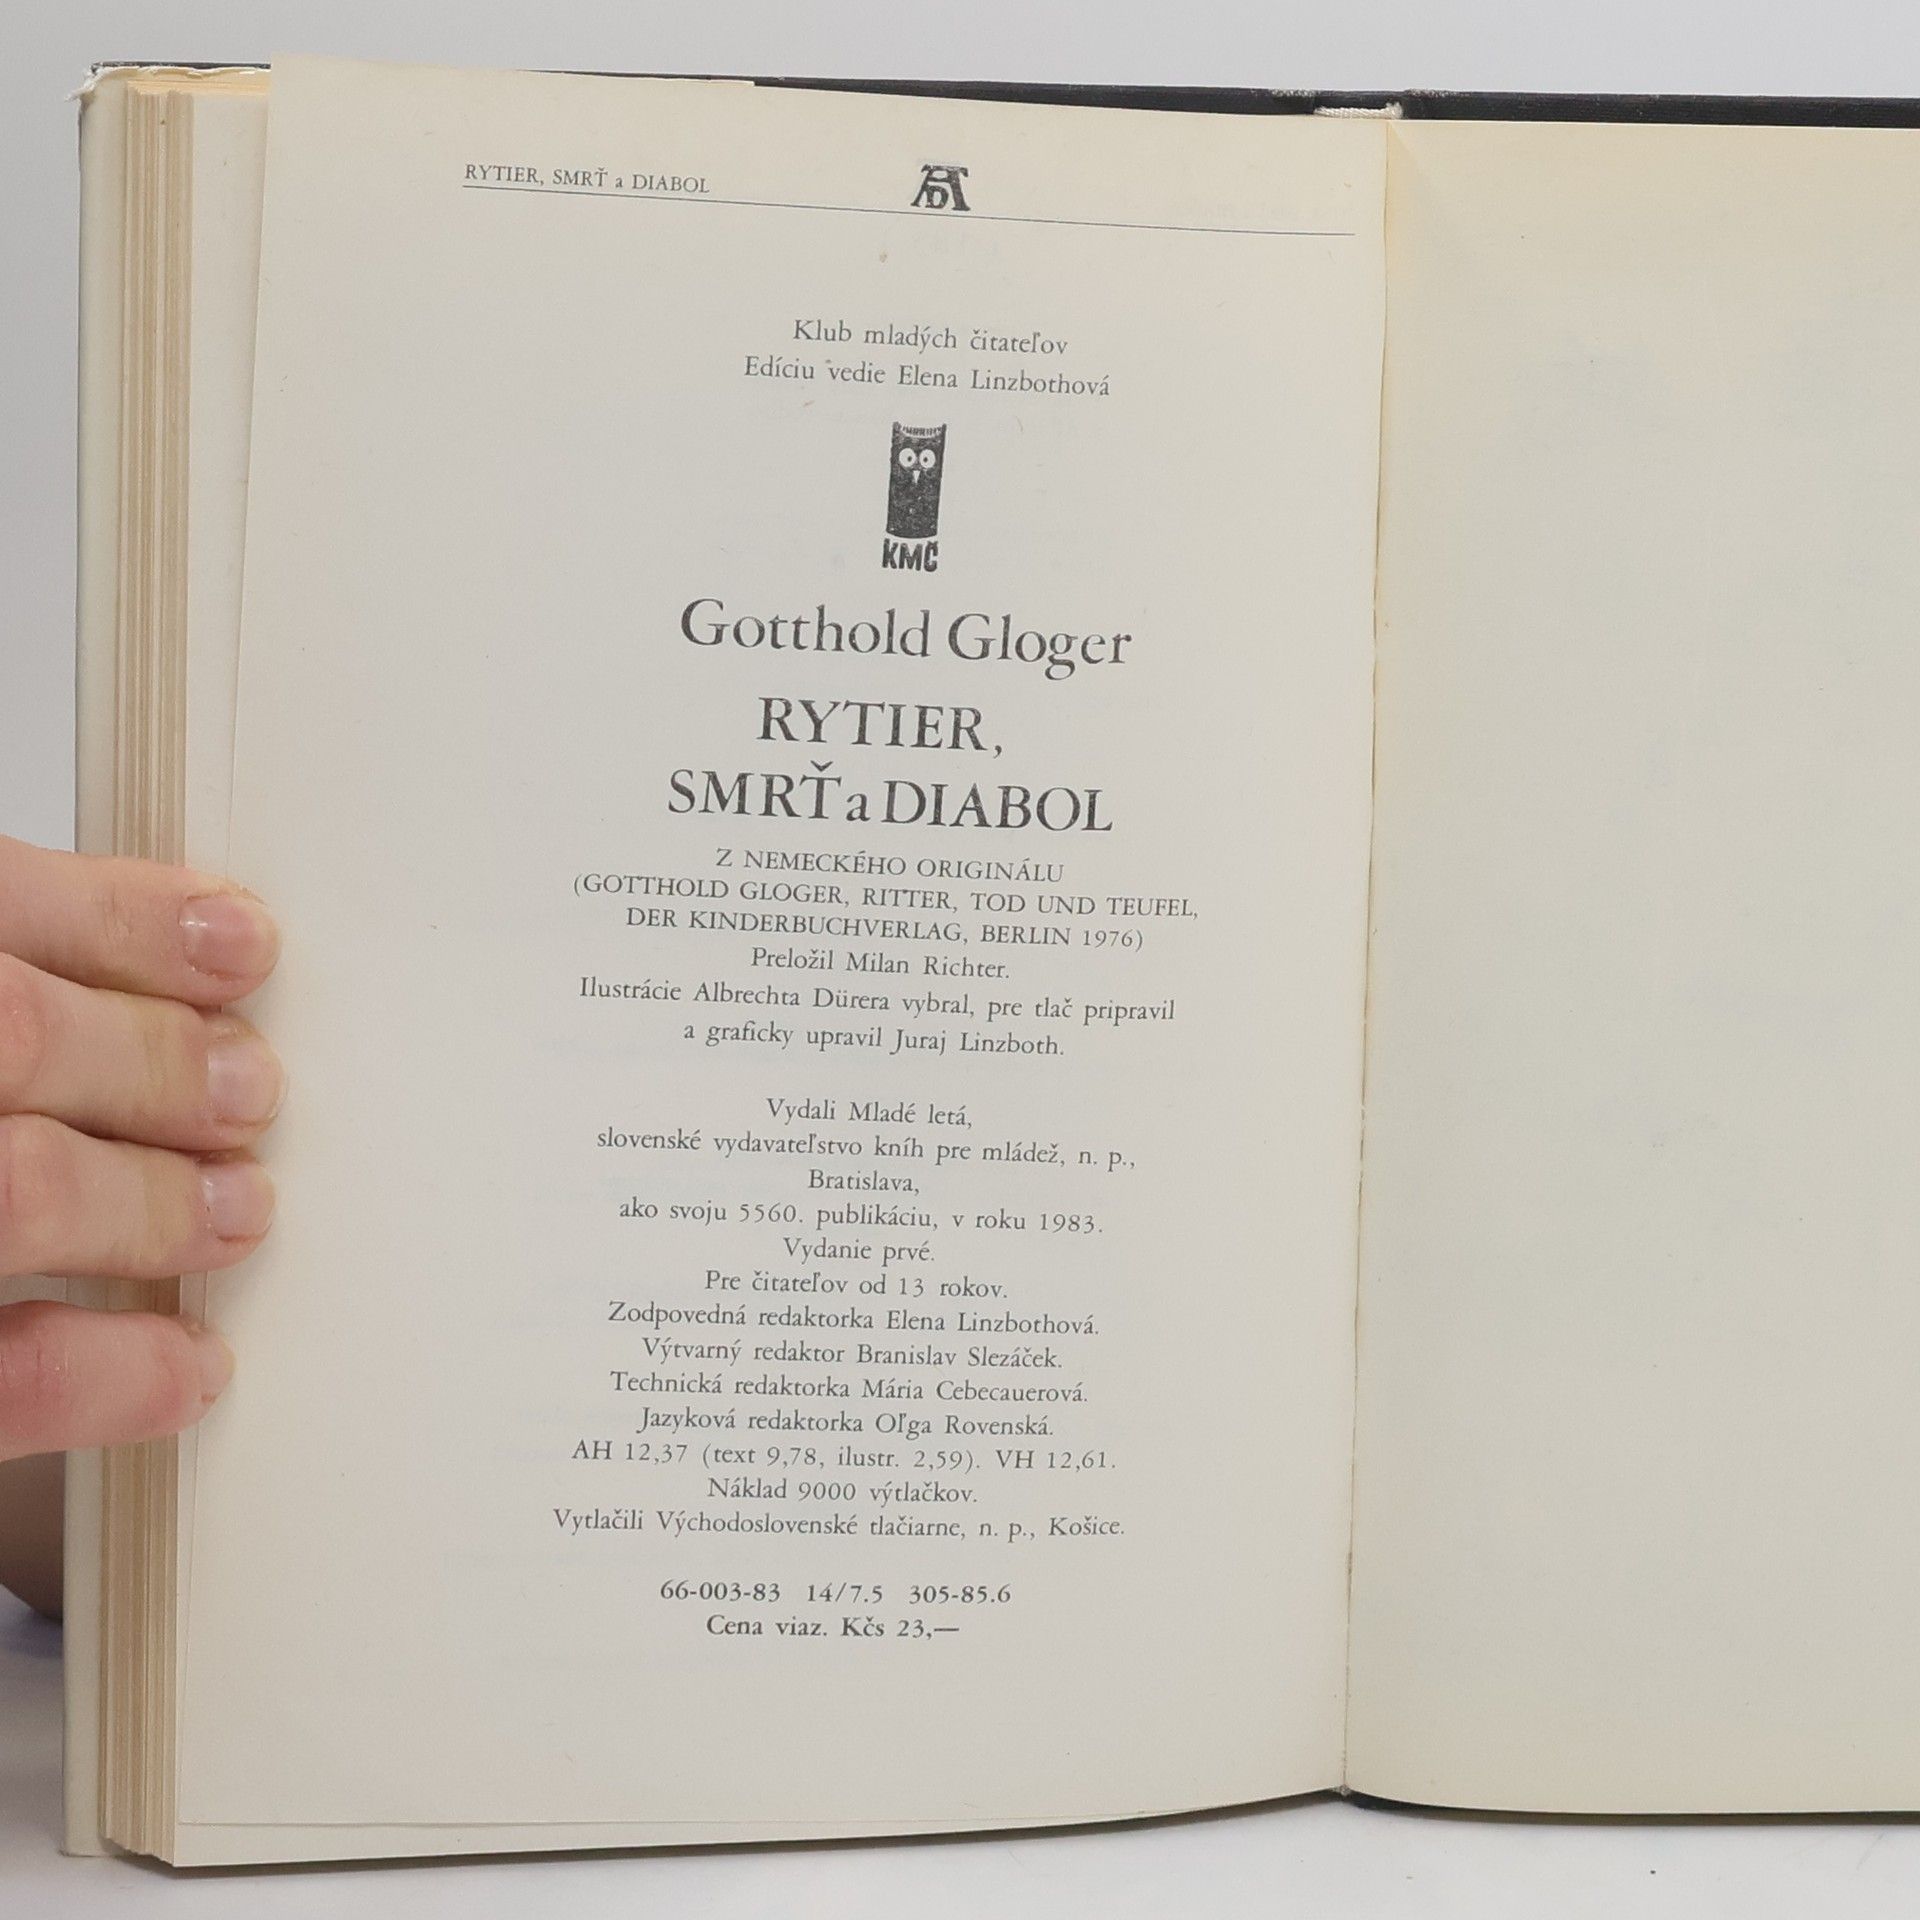 RYTIER, SMRŤ a DIABOL
AD
Klub mladých čitateľov
Edíciu vedie Elena Linzbothová
KMČ
Gotthold Gloger
RYTIER,
SMRŤ a DIABOL
Z NEMECKÉHO ORIGINÁLU
(GOTTHOLD GLOGER, RITTER, TOD UND TEUFEL,
DER KINDERBUCHVERLAG, BERLIN 1976)
Preložil Milan Richter.
Ilustrácie Albrechta Dürera vybral, pre tlač pripravil
a graficky upravil Juraj Linzboth.
Vydali Mladé letá,
slovenské vydavateľstvo kníh pre mládež, n. p.,
Bratislava,
ako svoju 5560. publikáciu, v roku 1983.
Vydanie prvé.
Pre čitateľov od 13 rokov.
Zodpovedná redaktorka Elena Linzbothová.
Výtvarný redaktor Branislav Slezáček.
Technická redaktorka Mária Cebecauerová.
Jazyková redaktorka Oľga Rovenská.
AH 12,37 (text 9,78, ilustr. 2,59). VH 12,61.
Náklad 9000 výtlačkov.
Vytlačili Východoslovenské tlačiarne, n. p., Košice.
66-003-83 14/7.5 305-85.6
Cena viaz. Kčs 23,—